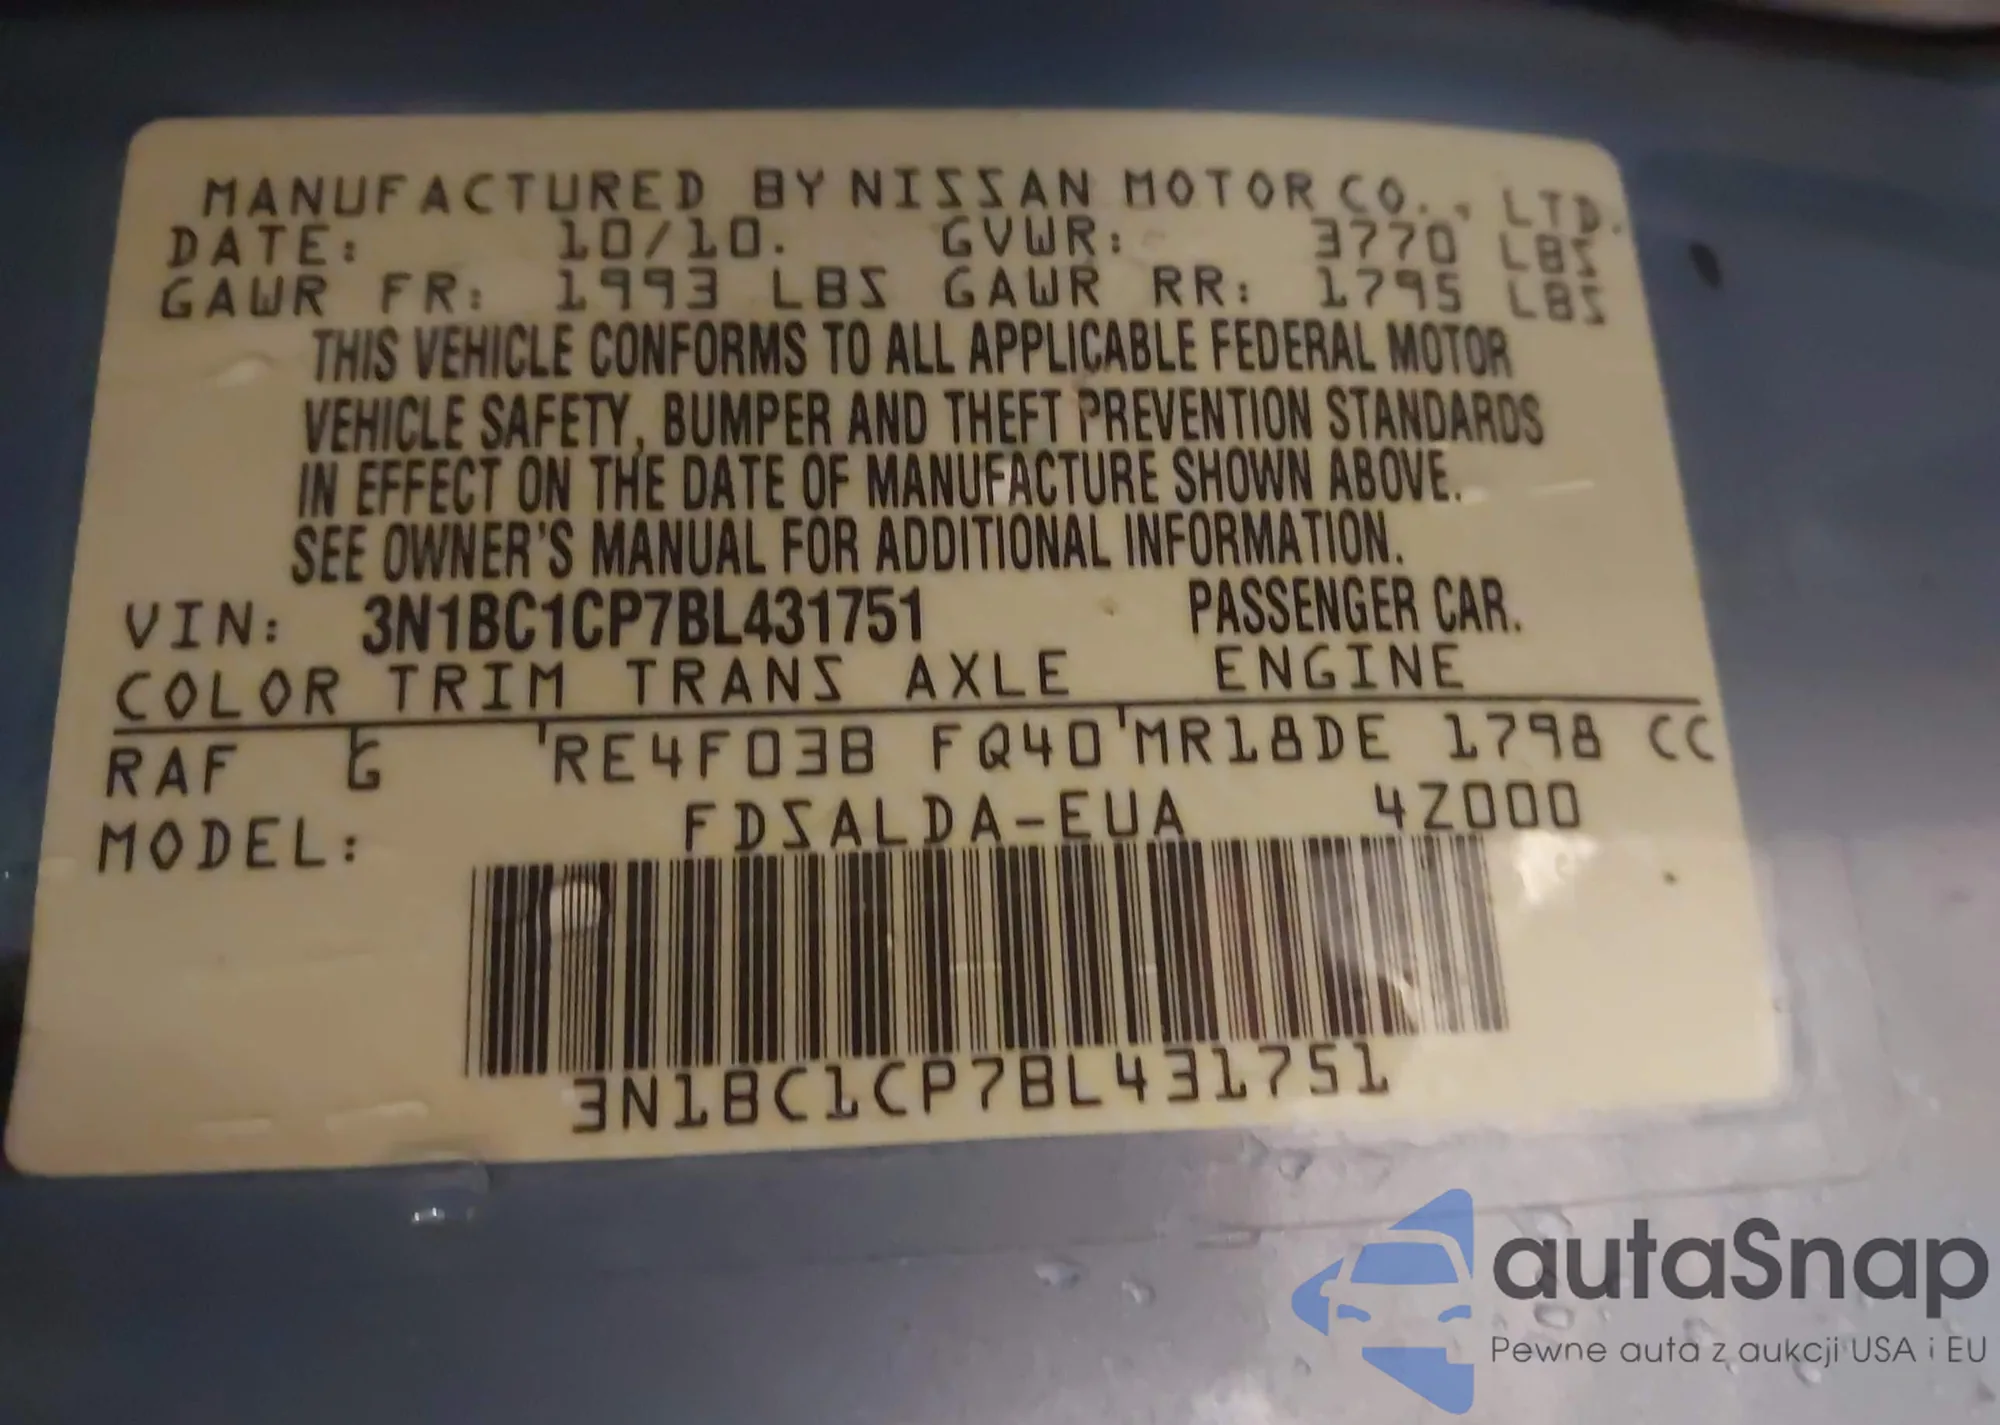 MANUFACTURED BY NISSAN MOTOR CO., LTD.
DATE: 10/10. GVWR: 3770 LBS
GAWR FR: 1993 LBS GAWR RR: 1795 LBS
THIS VEHICLE CONFORMS TO ALL APPLICABLE FEDERAL MOTOR
VEHICLE SAFETY, BUMPER AND THEFT PREVENTION STANDARDS
IN EFFECT ON THE DATE OF MANUFACTURE SHOWN ABOVE.
SEE OWNER'S MANUAL FOR ADDITIONAL INFORMATION.
VIN: 3N1BC1CP7BL431751 PASSENGER CAR.
COLOR TRIM TRANS AXLE ENGINE
RAF G RE4F03B FQ40 MR18DE 1798 CC
MODEL: FDSALDA-EUA 4Z000
3N1BC1CP7BL431751
autaSnap
Pewne auta z aukcji USA i EU